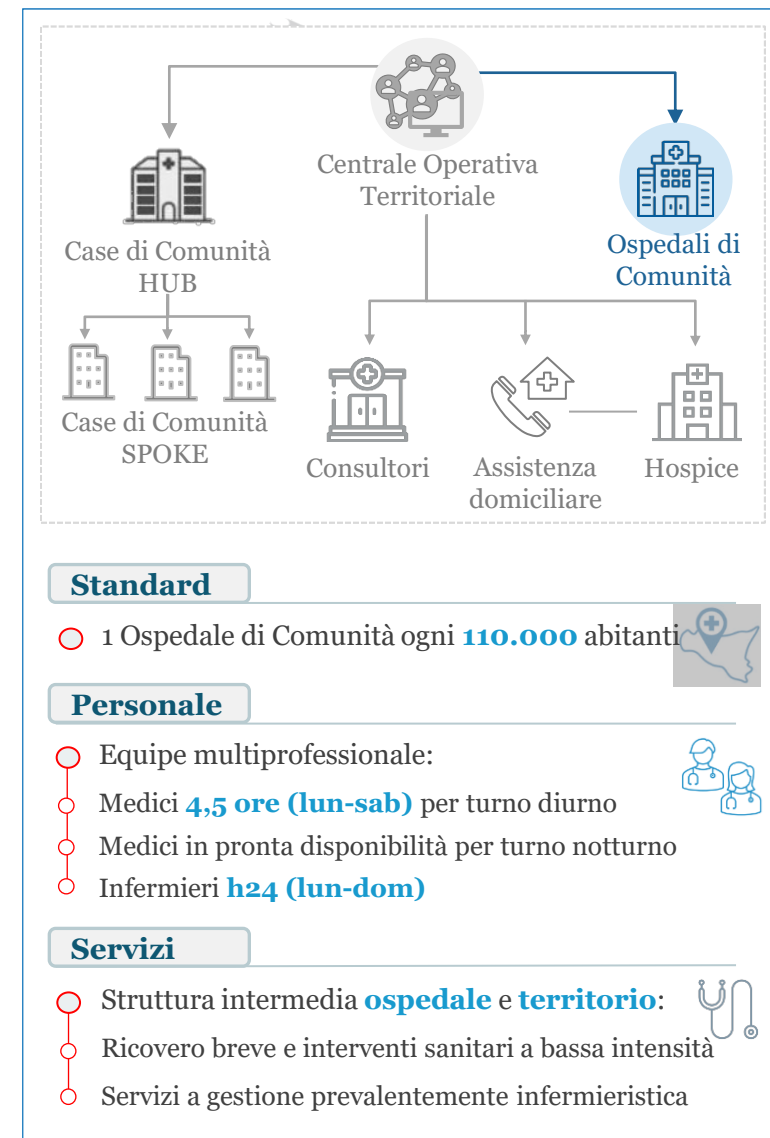 Centrale Operativa
Territoriale
Case di Comunità
HUB
Ospedali di
Comunità
Case di Comunità
SPOKE
Consultori
Assistenza
domiciliare
Hospice
Standard
1 Ospedale di Comunità ogni 110.000 abitanti
Personale
Equipe multiprofessionale:
Medici 4,5 ore (lun-sab) per turno diurno
Medici in pronta disponibilità per turno notturno
Infermieri h24 (lun-dom)
Servizi
Struttura intermedia ospedale e territorio:
Ricovero breve e interventi sanitari a bassa intensità
Servizi a gestione prevalentemente infermieristica